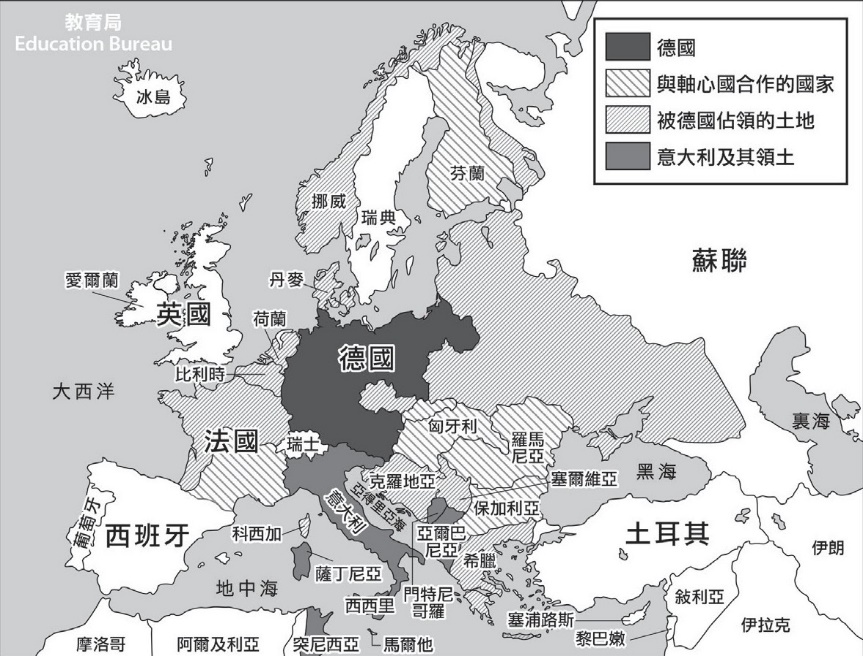 教育局
Education Bureau
德國
與軸心國合作的國家
被德國佔領的土地
意大利及其領土
冰島
芬蘭
挪威
瑞典
蘇聯
愛爾蘭
英國
丹麥
荷蘭
德國
比利時
大西洋
裏海
匈牙利
法國
瑞士
羅馬
尼亞
黑海
克羅地亞
塞爾維亞
亞得里亞海
意大利
保加利亞
葡萄牙
西班牙
科西加
亞爾巴
尼亞
土耳其
伊朗
希臘
薩丁尼亞
地中海
門特尼
哥羅
敍利亞
西西里
塞浦路斯
伊拉克
黎巴嫩
摩洛哥
阿爾及利亞
突尼西亞
馬爾他